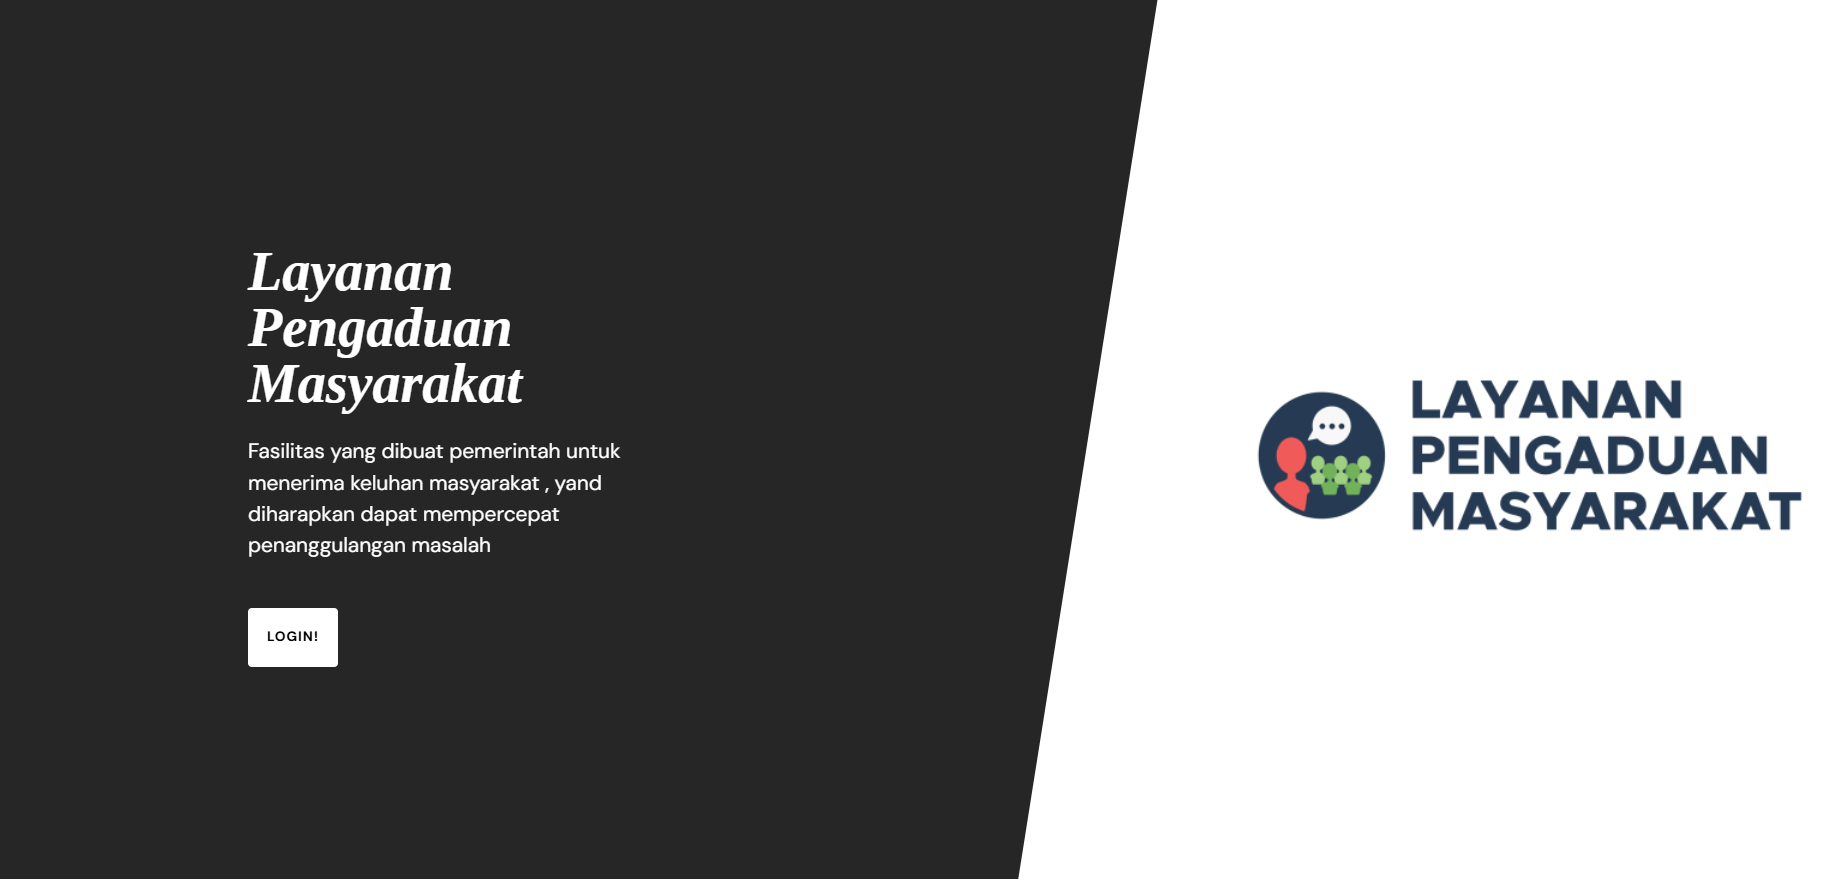 Layanan
Pengaduan
Masyarakat
Fasilitas yang dibuat pemerintah untuk
menerima keluhan masyarakat , yand
diharapkan dapat mempercepat
penanggulangan masalah
LOGIN!
LAYANAN
PENGADUAN
MASYARAKAT